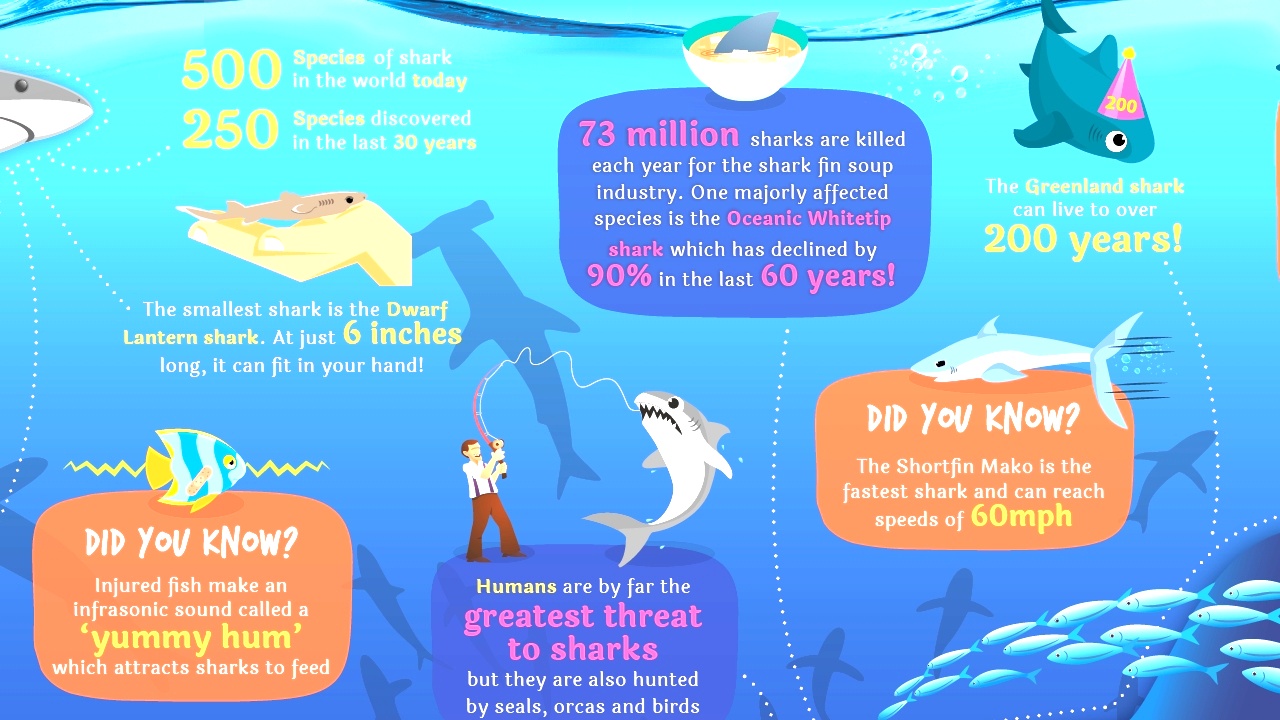 500 Species of shark
in the world today
250 Species discovered
in the last 30 years
73 million sharks are killed
each year for the shark fin soup
industry. One majorly affected
species is the Oceanic Whitetip
shark which has declined by
90% in the last 60 years!
200
The Greenland shark
can live to over
200 years!
The smallest shark is the Dwarf
Lantern shark. At just 6 inches
long, it can fit in your hand!
DID YOU KNOW?
The Shortfin Mako is the
fastest shark and can reach
speeds of 60mph
DID YOU KNOW?
Injured fish make an
infrasonic sound called a
‘yummy hum’
which attracts sharks to feed
Humans are by far the
greatest threat
to sharks
but they are also hunted
by seals, orcas and birds